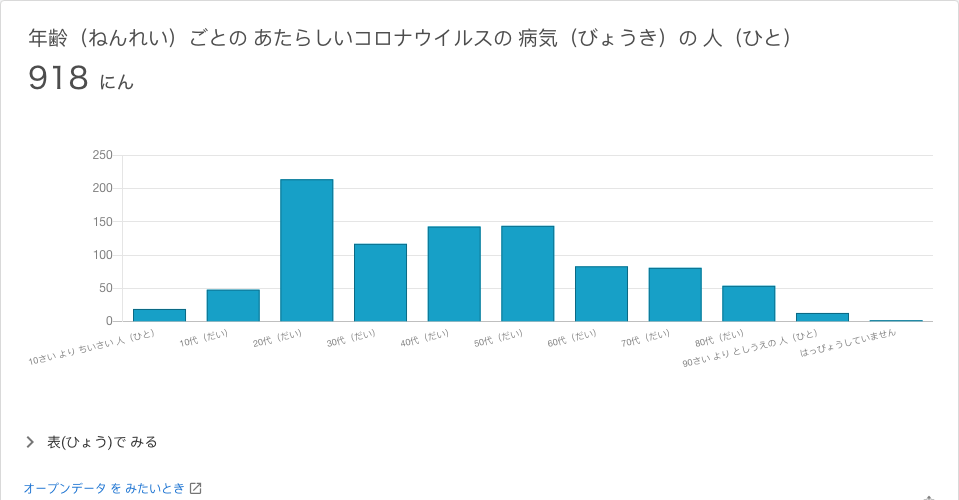 年齢（ねんれい）ごとの あたらしいコロナウイルスの 病気（びょうき）の 人（ひと）
918 にん
250
200
150
100
50
0
10さい より ちいさい 人（ひと）
10代（だい）
20代（だい）
30代（だい）
40代（だい）
50代（だい）
60代（だい）
70代（だい）
80代（だい）
90さい より としうえの 人（ひと）
はっぴょうしていません
表(ひょう)で みる
オープンデータ を みたいとき